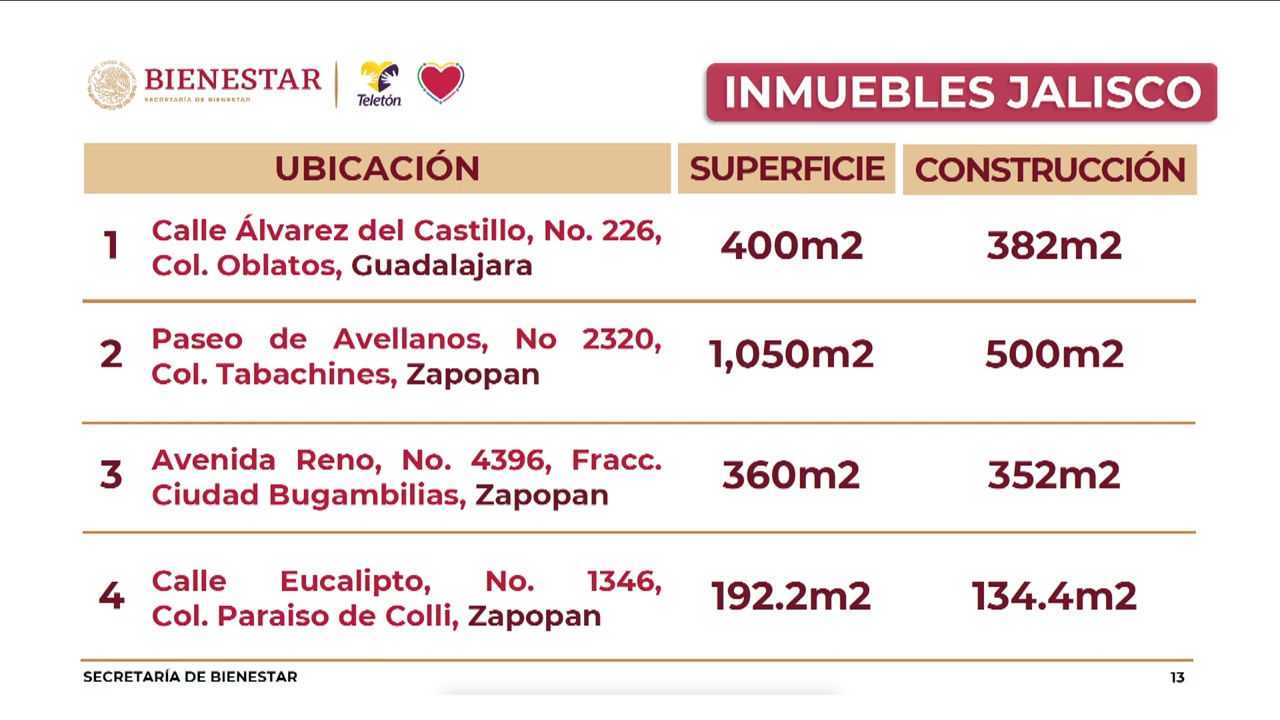 BIENESTAR
SECRETARÍA DE BIENESTAR
Teletón
INMUEBLES JALISCO
UBICACIÓN SUPERFICIE CONSTRUCCIÓN
1 Calle Álvarez del Castillo, No. 226,
Col. Oblatos, Guadalajara
400m2 382m2
2 Paseo de Avellanos, No 2320,
Col. Tabachines, Zapopan
1,050m2 500m2
3 Avenida Reno, No. 4396, Fracc.
Ciudad Bugambilias, Zapopan
360m2 352m2
4 Calle Eucalipto, No. 1346,
Col. Paraiso de Colli, Zapopan
192.2m2 134.4m2
SECRETARÍA DE BIENESTAR 13